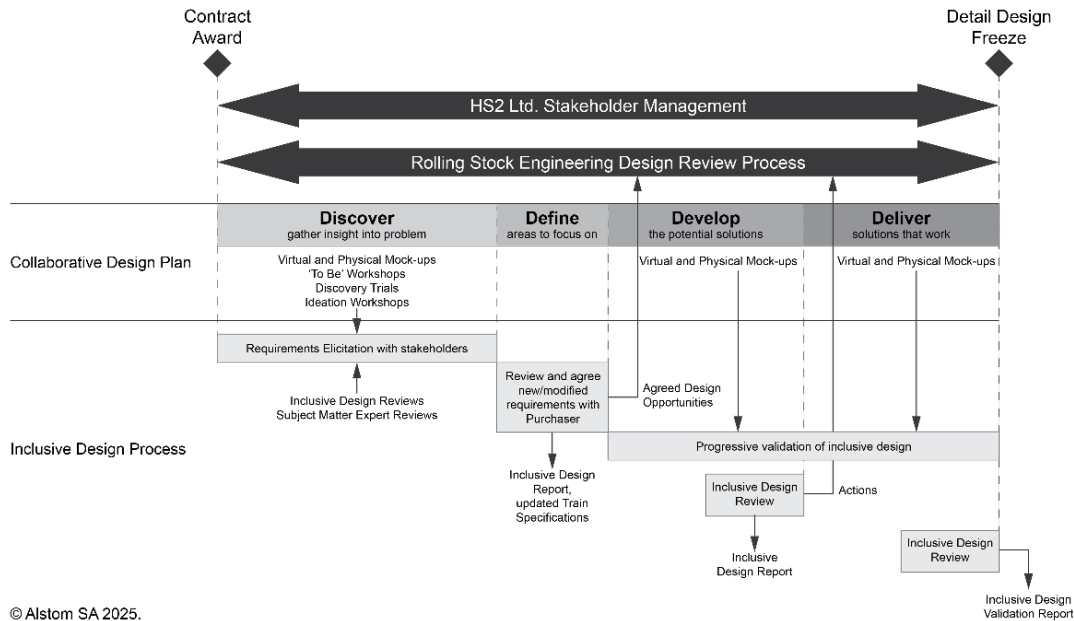 Contract
Award
Detail Design
Freeze
HS2 Ltd. Stakeholder Management
Rolling Stock Engineering Design Review Process
Discover
gather insight into problem
Define
areas to focus on
Develop
the potential solutions
Deliver
solutions that work
Collaborative Design Plan
Virtual and Physical Mock-ups
‘To Be’ Workshops
Discovery Trials
Ideation Workshops
Virtual and Physical Mock-ups
Virtual and Physical Mock-ups
Requirements Elicitation with stakeholders
Inclusive Design Reviews
Subject Matter Expert Reviews
Review and agree
new/modified
requirements with
Purchaser
Agreed Design
Opportunities
Inclusive Design Process
Progressive validation of inclusive design
Inclusive Design
Report,
updated Train
Specifications
Inclusive Design
Review
Actions
Inclusive
Design Report
Inclusive Design
Review
Inclusive Design
Validation Report
© Alstom SA 2025.